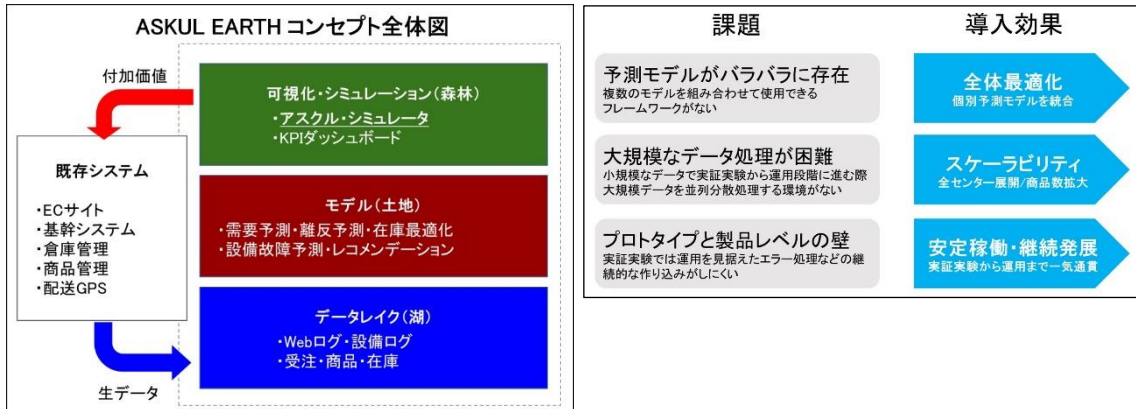 ASKUL EARTH コンセプト全体図
付加価値
可視化・シミュレーション(森林)
・アスクル・シミュレータ
・KPIダッシュボード
既存システム
・ECサイト
・基幹システム
・倉庫管理
・商品管理
・配送GPS
モデル(土地)
・需要予測・離反予測・在庫最適化
・設備故障予測・レコメンデーション
データレイク(湖)
・Webログ・設備ログ
・受注・商品・在庫
生データ
課題
導入効果
予測モデルがバラバラに存在
複数のモデルを組み合わせて使用できる
フレームワークがない
全体最適化
個別予測モデルを統合
大規模なデータ処理が困難
小規模なデータで実証実験から運用段階に進む際
大規模データを並列分散処理する環境がない
スケーラビリティ
全センター展開/商品数拡大
プロトタイプと製品レベルの壁
実証実験では運用を見据えたエラー処理などの継
続的な作り込みがしにくい
安定稼働・継続発展
実証実験から運用まで一気通貫